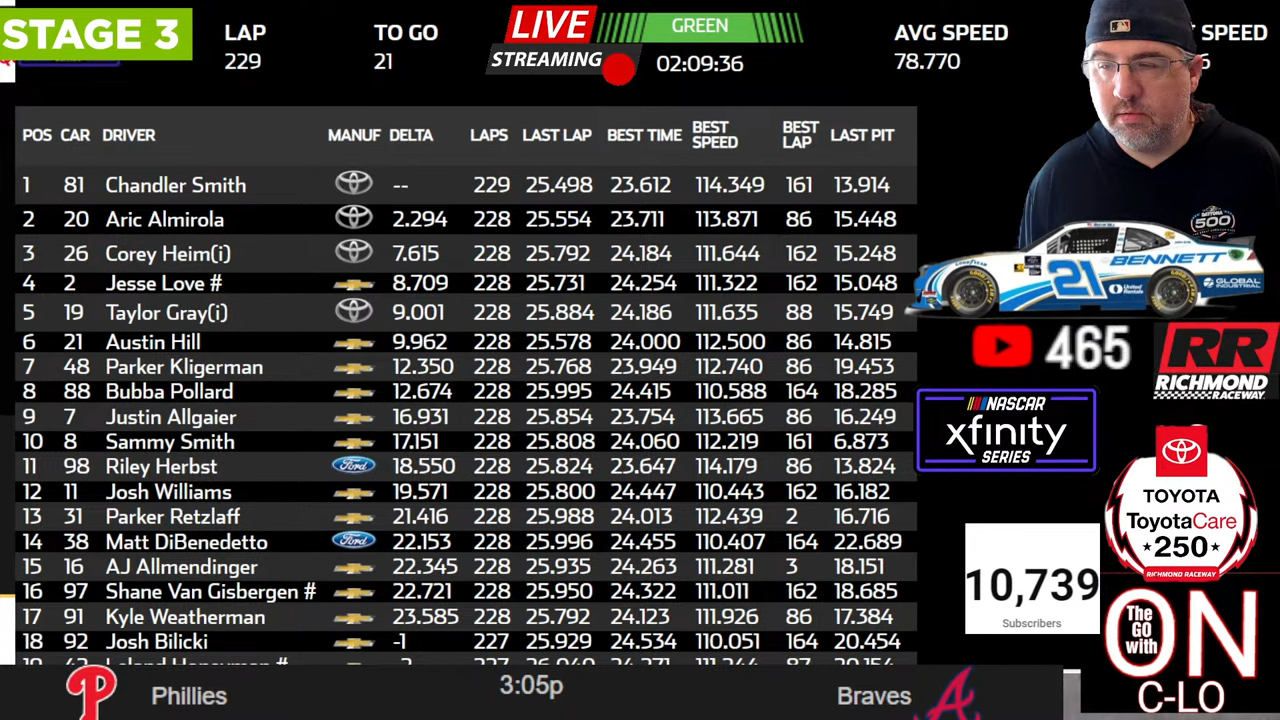 STAGE 3
LAP
229
TO GO
21
LIVE
STREAMING
GREEN
02:09:36
AVG SPEED
78.770
SPEED
POS CAR DRIVER MANUF DELTA LAPS LAST LAP BEST TIME BEST SPEED BEST LAP LAST PIT
1 81 Chandler Smith -- 229 25.498 23.612 114.349 161 13.914
2 20 Aric Almirola 2.294 228 25.554 23.711 113.871 86 15.448
3 26 Corey Heim(i) 7.615 228 25.792 24.184 111.644 162 15.248
4 2 Jesse Love # 8.709 228 25.731 24.254 111.322 162 15.048
5 19 Taylor Gray(i) 9.001 228 25.884 24.186 111.635 88 15.749
6 21 Austin Hill 9.962 228 25.578 24.000 112.500 86 14.815
7 48 Parker Kligerman 12.350 228 25.768 23.949 112.740 86 19.453
8 88 Bubba Pollard 12.674 228 25.995 24.415 110.588 164 18.285
9 7 Justin Allgaier 16.931 228 25.854 23.754 113.665 86 16.249
10 8 Sammy Smith 17.151 228 25.808 24.060 112.219 161 6.873
11 98 Riley Herbst Ford 18.550 228 25.824 23.647 114.179 86 13.824
12 11 Josh Williams 19.571 228 25.800 24.447 110.443 162 16.182
13 31 Parker Retzlaff 21.416 228 25.988 24.013 112.439 2 16.716
14 38 Matt DiBenedetto Ford 22.153 228 25.996 24.455 110.407 164 22.689
15 16 AJ Allmendinger 22.345 228 25.935 24.263 111.281 3 18.151
16 97 Shane Van Gisbergen # 22.721 228 25.950 24.322 111.011 162 18.685
17 91 Kyle Weatherman 23.585 228 25.792 24.123 111.926 86 17.384
18 92 Josh Bilicki -1 227 25.929 24.534 110.051 164 20.454
DAYTONA
500
21
BENNETT
United Rentals
GLOBAL INDUSTRIAL
465
RR
RICHMOND
RACEWAY
NASCAR
xfinity
SERIES
TOYOTA
ToyotaCare
250
RICHMOND RACEWAY
10,739
Subscribers
The GO with
ON
C-LO
P
Phillies
3:05p
Braves
A